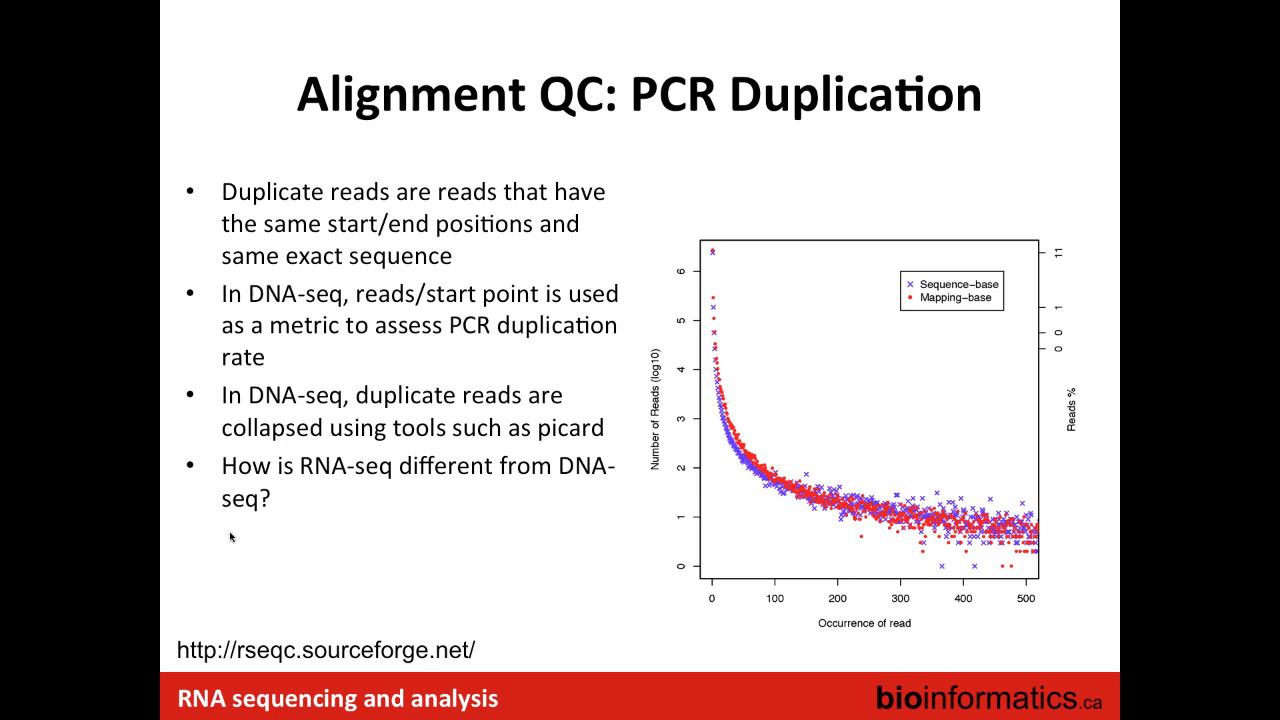 Alignment QC: PCR Duplication
• Duplicate reads are reads that have
the same start/end positions and
same exact sequence
• In DNA-seq, reads/start point is used
as a metric to assess PCR duplication
rate
• In DNA-seq, duplicate reads are
collapsed using tools such as picard
• How is RNA-seq different from DNA-
seq?
Number of Reads (log10)
6
5
4
3
2
1
0
Sequence-base
Mapping-base
11
1
0
0
Reads %
0 100 200 300 400 500
Occurrence of read
http://rseqc.sourceforge.net/
RNA sequencing and analysis
bioinformatics.ca